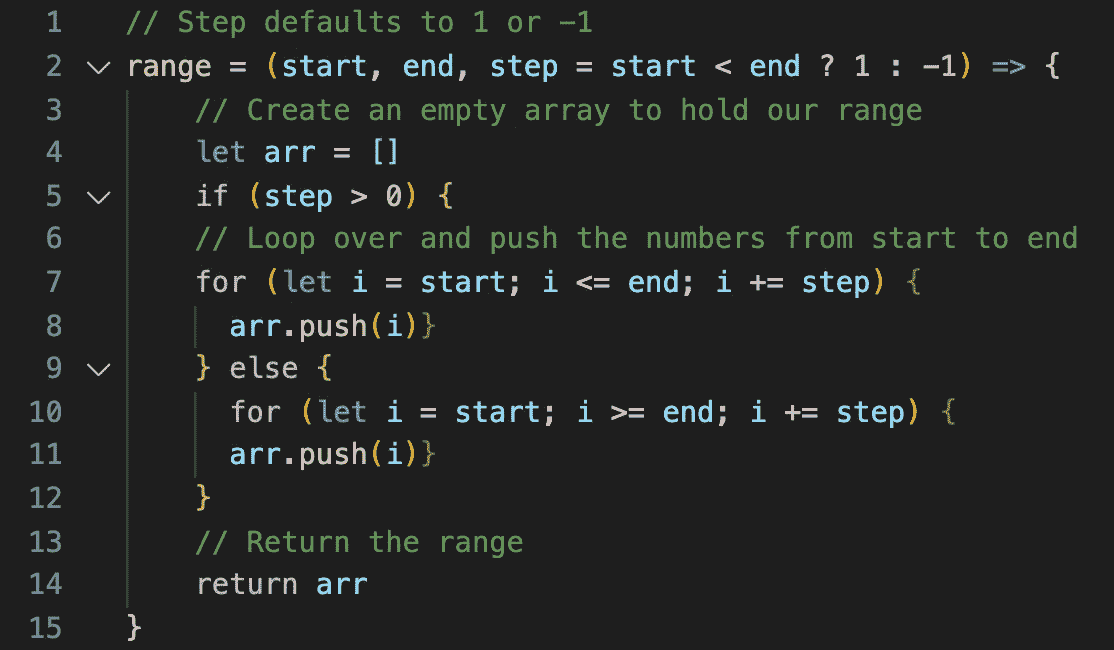 1 // Step defaults to 1 or -1
2 range = (start, end, step = start < end ? 1 : -1) => {
3 // Create an empty array to hold our range
4 let arr = []
5 if (step > 0) {
6 // Loop over and push the numbers from start to end
7 for (let i = start; i <= end; i += step) {
8 arr.push(i)}
9 } else {
10 for (let i = start; i >= end; i += step) {
11 arr.push(i)}
12 }
13 // Return the range
14 return arr
15 }